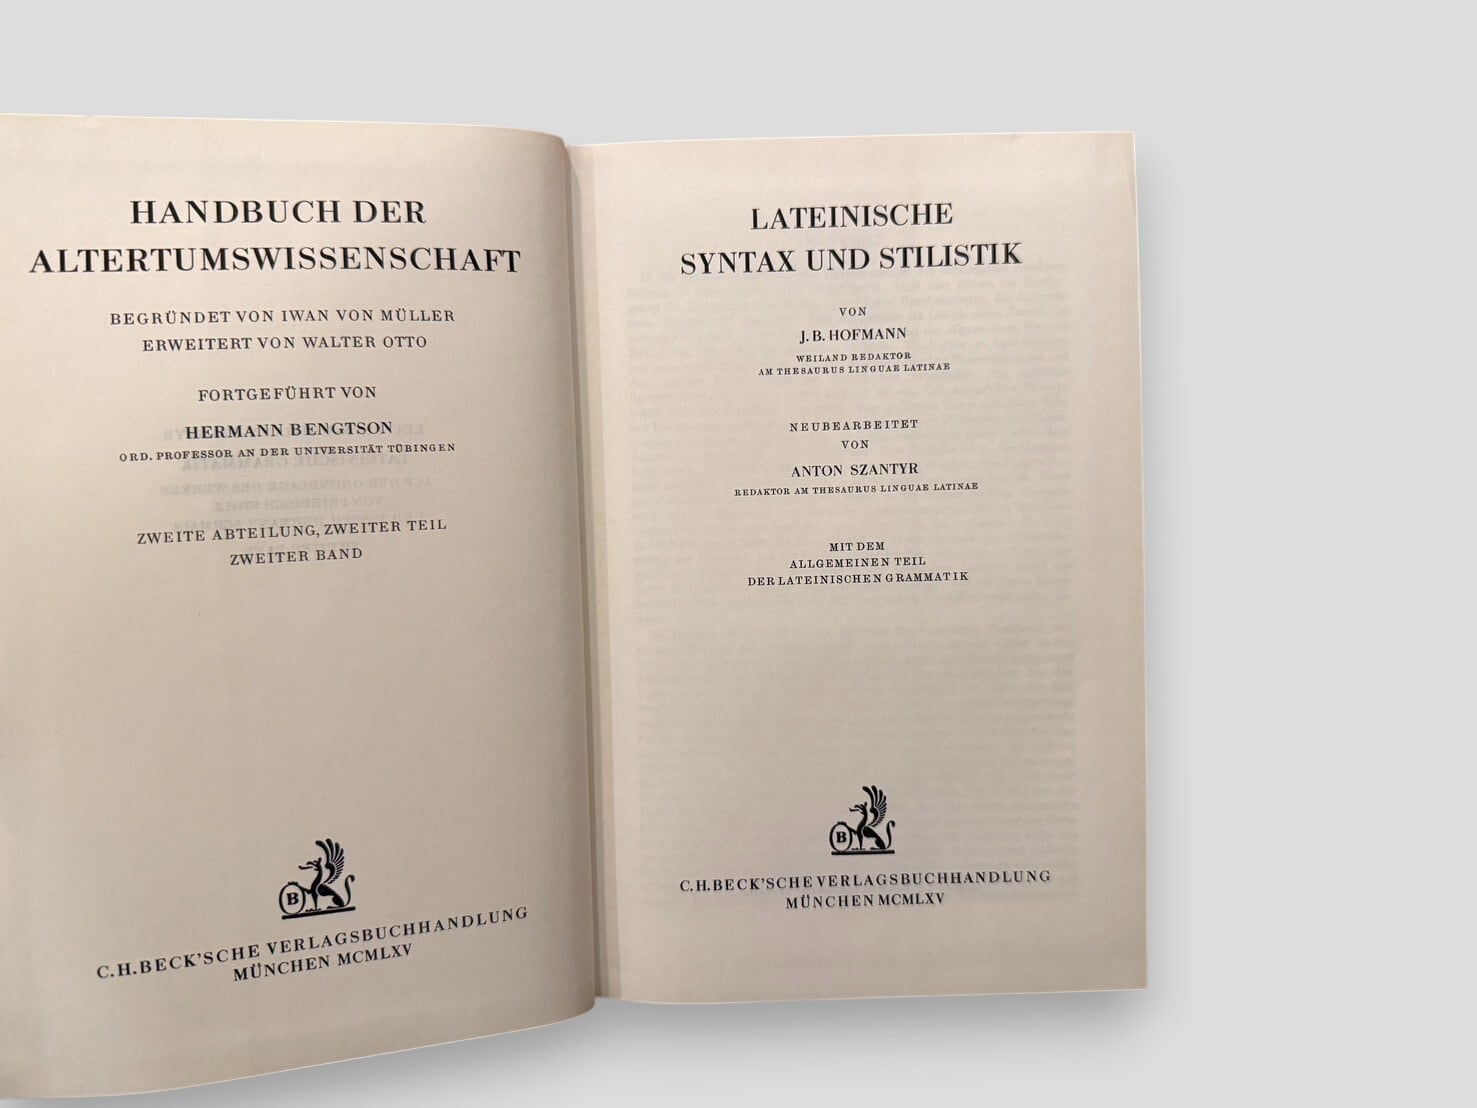 HANDBUCH DER
ALTERTUMSWISSENSCHAFT
BEGRÜNDET VON IWAN VON MÜLLER
ERWEITERT VON WALTER OTTO
FORTGEFÜHRT VON
HERMANN BENGTSON
ORD. PROFESSOR AN DER UNIVERSITÄT TÜBINGEN
ZWEITE ABTEILUNG, ZWEITER TEIL
ZWEITER BAND
B
C.H.BECK'SCHE VERLAGSBUCHHANDLUNG
MÜNCHEN MCMLXV
LATEINISCHE
SYNTAX UND STILISTIK
VON
J. B. HOFMANN
WEILAND REDAKTOR
AM THESAURUS LINGUAE LATINAE
NEUBEARBEITET
VON
ANTON SZANTYR
REDAKTOR AM THESAURUS LINGUAE LATINAE
MIT DEM
ALLGEMEINEN TEIL
DER LATEINISCHEN GRAMMATIK
B
C.H.BECK'SCHE VERLAGSBUCHHANDLUNG
MÜNCHEN MCMLXV